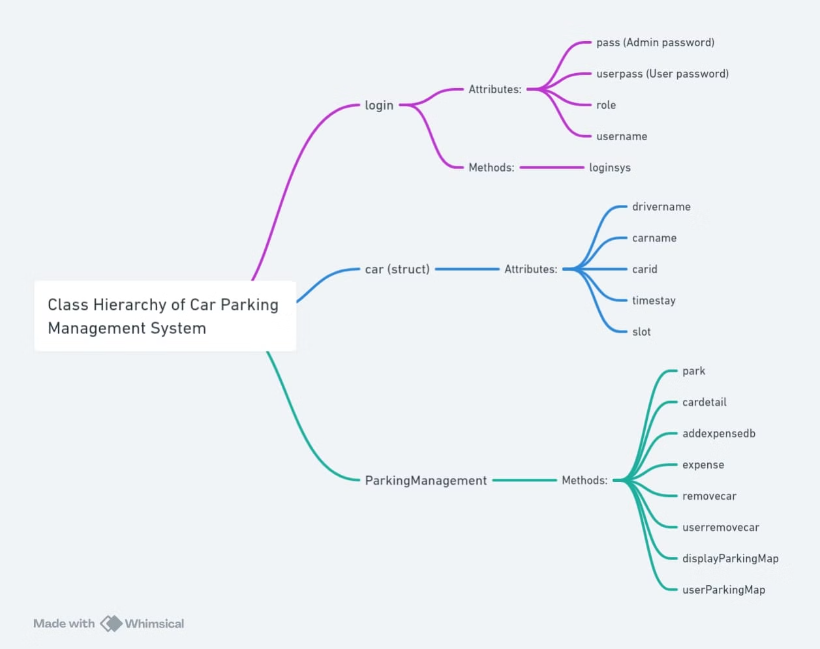 pass (Admin password)
userpass (User password)
Attributes:
login
role
username
Methods:
loginsys
drivername
carname
car (struct)
Attributes:
carid
timestay
slot
Class Hierarchy of Car Parking
Management System
park
cardetail
addexpensedb
expense
ParkingManagement
Methods:
removecar
userremovecar
displayParkingMap
userParkingMap
Made with Whimsical